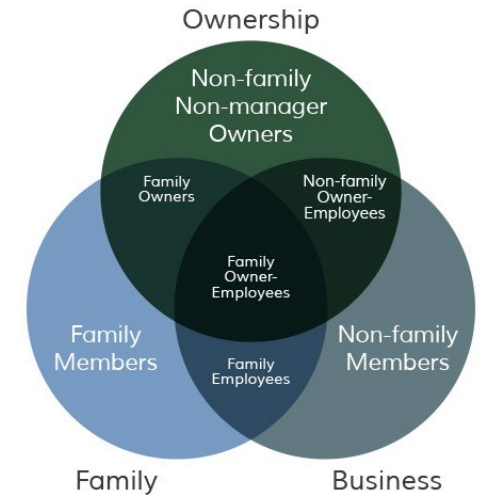 Ownership
Non-family
Non-manager
Owners
Family
Owners
Non-family
Owner-
Employees
Family
Owner-
Employees
Family
Members
Non-family
Members
Family
Employees
Family
Business